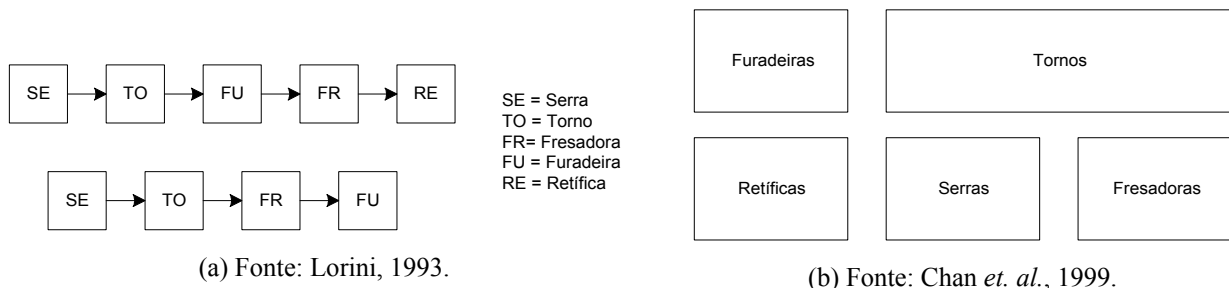 SE TO FU FR RE
SE TO FR FU
SE = Serra
TO = Torno
FR= Fresadora
FU = Furadeira
RE = Retífica
(a) Fonte: Lorini, 1993.
Furadeiras Tornos
Retíficas Serras Fresadoras
(b) Fonte: Chan et. al., 1999.